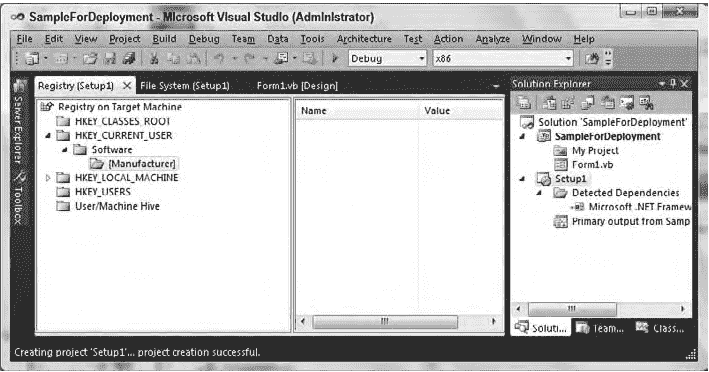 SampleForDeployment - Microsoft Visual Studio (Administrator)
File Edit View Project Build Debug Team Data Tools Architecture Test Action Analyze Window Help
Debug x86
Registry (Setup1) File System (Setup1) Form1.vb [Design]
Server Explorer
Toolbox
Registry on Target Machine
HKEY_CLASSES_ROOT
HKEY_CURRENT_USER
Software
[Manufacturer]
HKEY_LOCAL_MACHINE
HKEY_USERS
User/Machine Hive
Name Value
Solution Explorer
Solution 'SampleForDeployment'
SampleForDeployment
My Project
Form1.vb
Setup1
Detected Dependencies
Microsoft .NET Framew
Primary output from Samp
Soluti... Team... Class...
Creating project 'Setup1'... project creation successful.